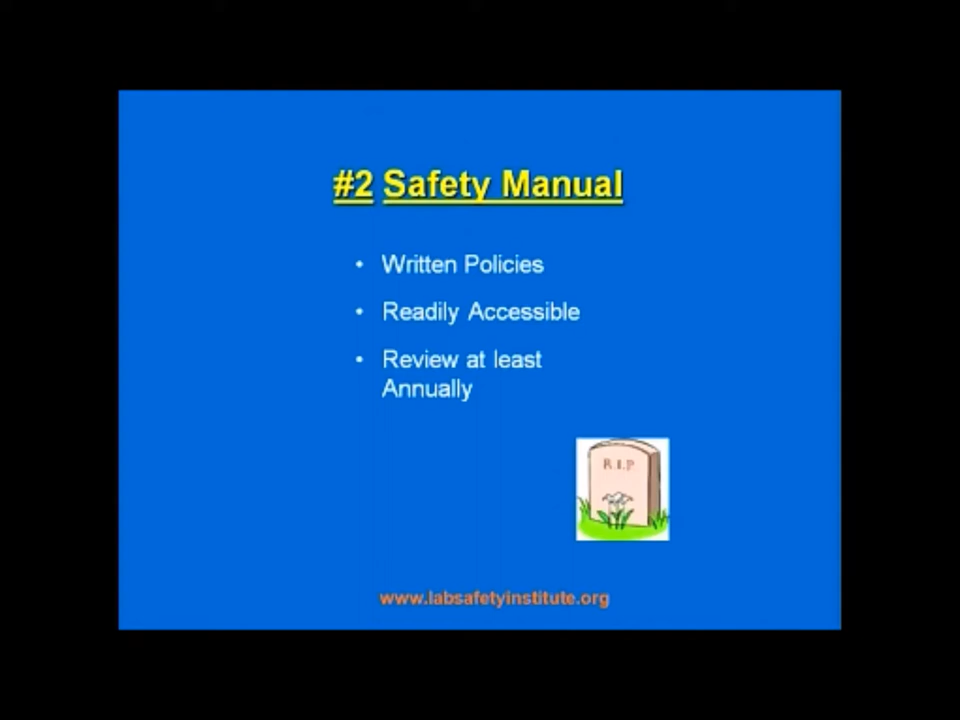 #2 Safety Manual
• Written Policies
• Readily Accessible
• Review at least
Annually
R.I.P
www.labsafetyinstitute.org